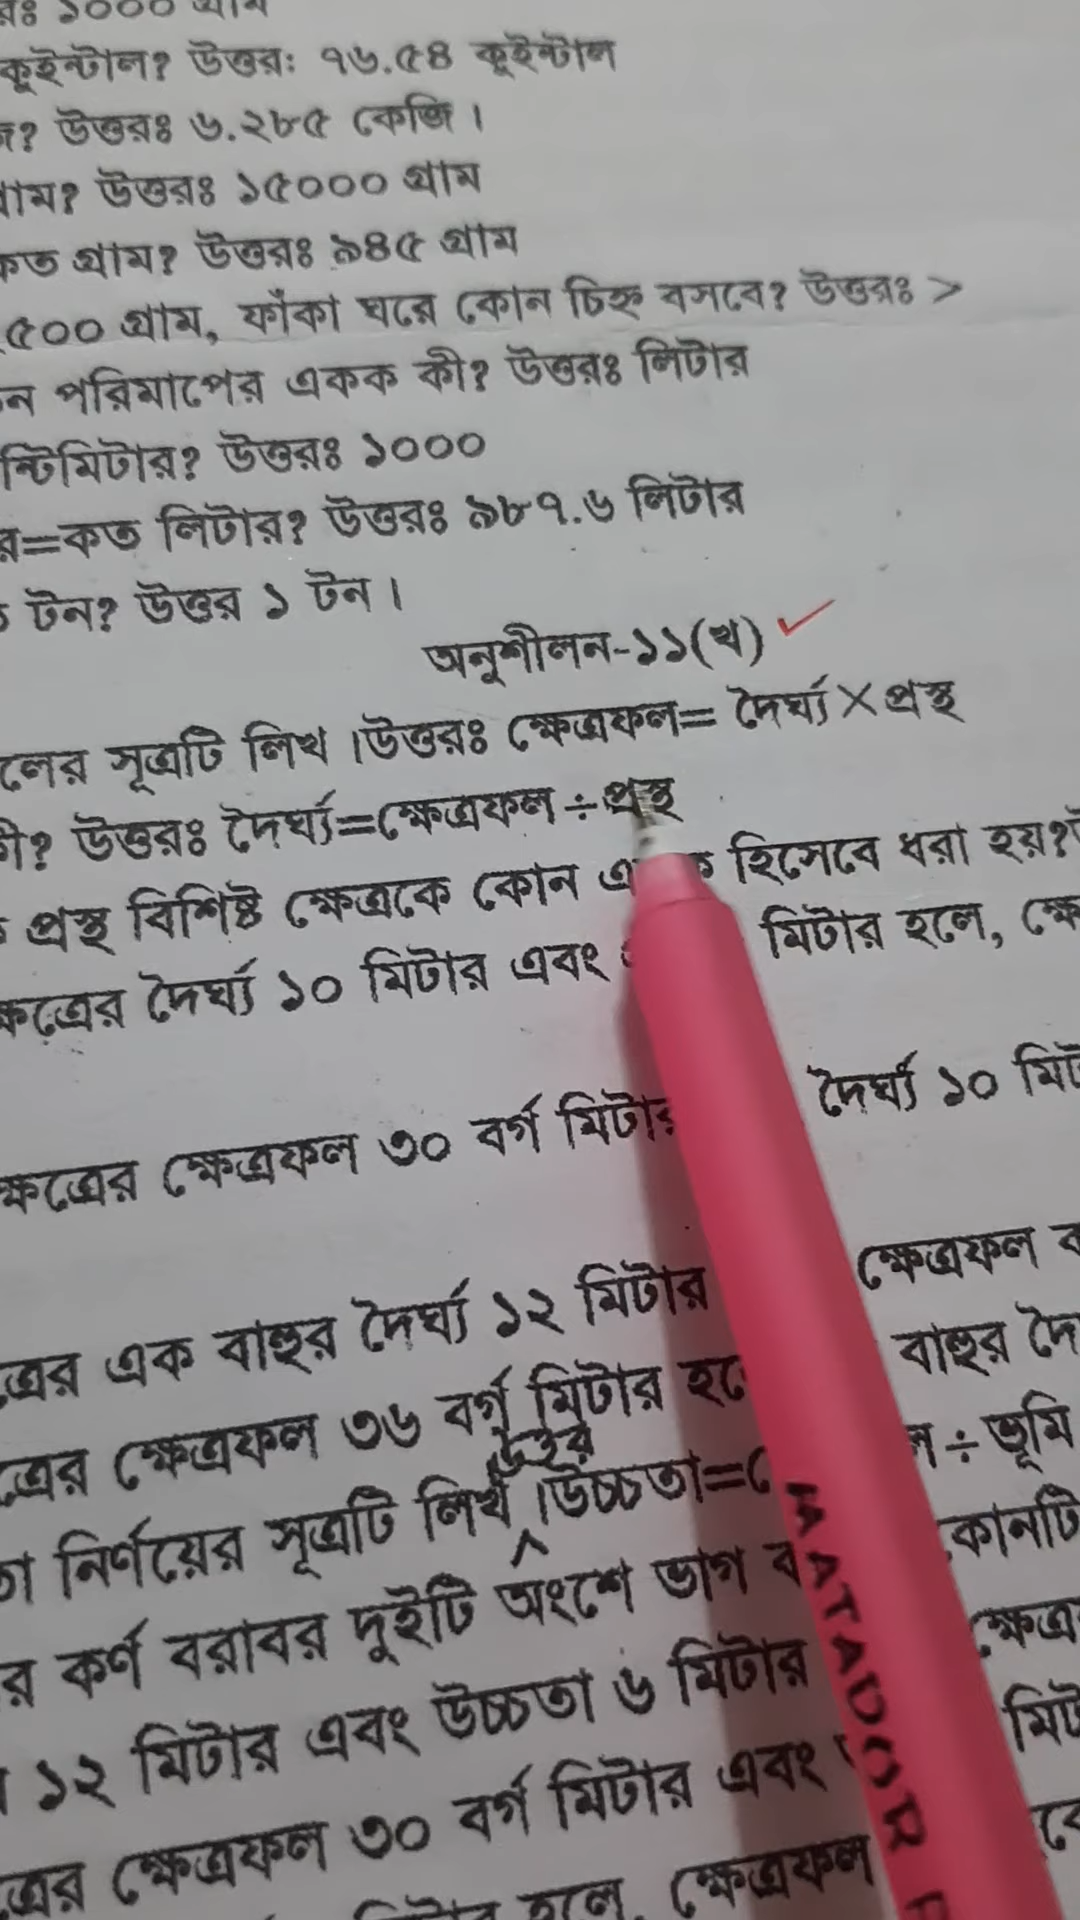 ১০০০ গ্রাম
কুইন্টাল? উত্তর: ৭৬.৫৪ কুইন্টাল
? উত্তরঃ ৬.২৮৫ কেজি।
গ্রাম? উত্তরঃ ১৫০০০ গ্রাম
কত গ্রাম? উত্তরঃ ৯৪৫ গ্রাম
৫০০ গ্রাম, ফাঁকা ঘরে কোন চিহ্ন বসবে? উত্তরঃ >
ন পরিমাপের একক কী? উত্তরঃ লিটার
ন্টিমিটার? উত্তরঃ ১০০০
র=কত লিটার? উত্তরঃ ৯৮৭.৬ লিটার
টন? উত্তর ১ টন।
অনুশীলন-১১(খ)
লের সূত্রটি লিখ।উত্তরঃ ক্ষেত্রফল= দৈর্ঘ্য×প্রস্থ
কী? উত্তরঃ দৈর্ঘ্য=ক্ষেত্রফল÷প্রস্থ
প্রস্থ বিশিষ্ট ক্ষেত্রকে কোন হিসেবে ধরা হয়?
ক্ষত্রের দৈর্ঘ্য ১০ মিটার এবং মিটার হলে, ক্ষে
ক্ষত্রের ক্ষেত্রফল ৩০ বর্গ মিটার দৈর্ঘ্য ১০ মিট
ত্রের এক বাহুর দৈর্ঘ্য ১২ মিটার ক্ষেত্রফল ক
ত্রের ক্ষেত্রফল ৩৬ বর্গ মিটার হ বাহুর দৈ
উত্তর
তা নির্ণয়ের সূত্রটি লিখ।উচ্চতা= ল÷ভূমি
র কর্ণ বরাবর দুইটি অংশে ভাগ ক কোনটি
১২ মিটার এবং উচ্চতা ৬ মিটার ক্ষেত্র
ত্রের ক্ষেত্রফল ৩০ বর্গ মিটার এবং মিট
মিটার হলে, ক্ষেত্রফল
MATADOR